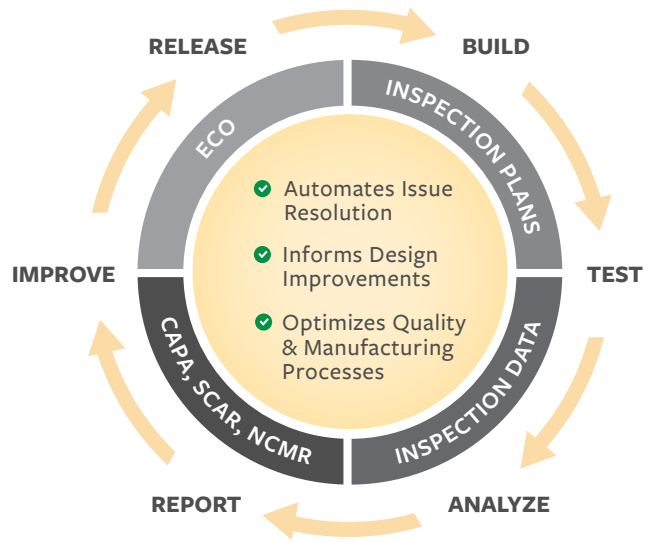 RELEASE
BUILD
ECO
INSPECTION PLANS
Automates Issue
Resolution
Informs Design
Improvements
IMPROVE
TEST
Optimizes Quality
& Manufacturing
Processes
CAPA, SCAR, NCMR
INSPECTION DATA
REPORT
ANALYZE